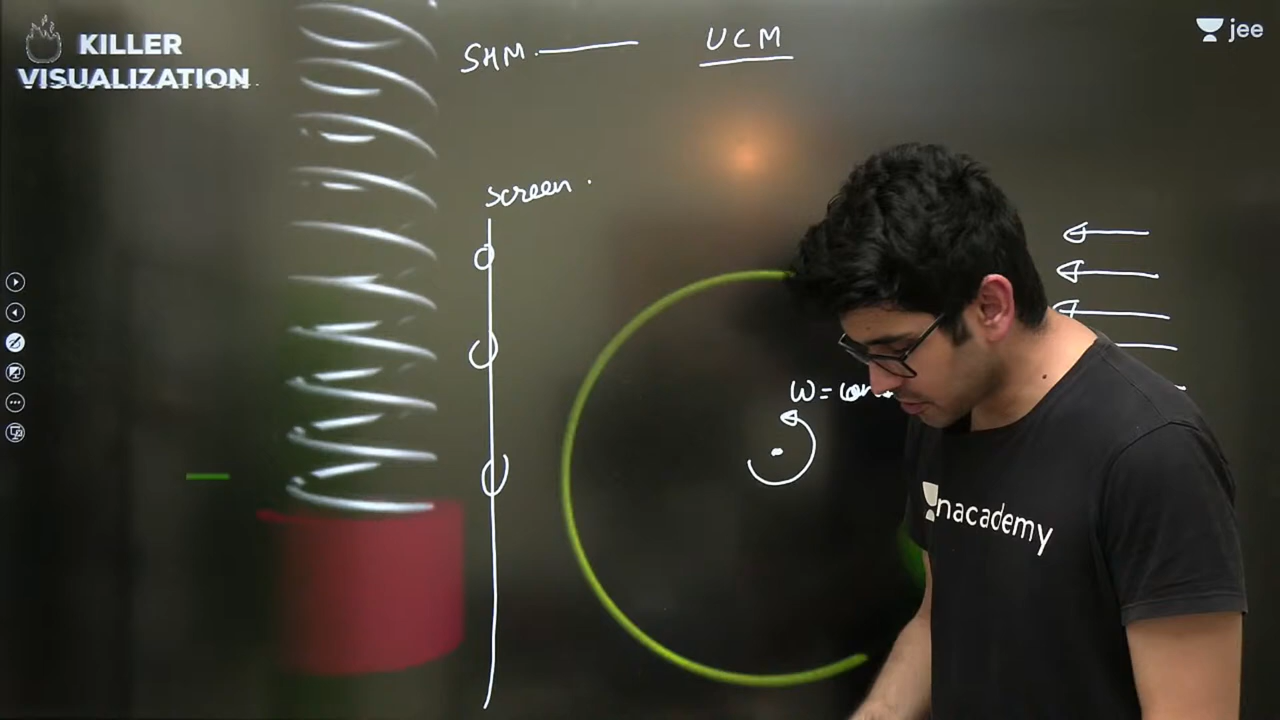 KILLER
VISUALIZATION
jee
SHM
UCM
screen
ω =
nacademy